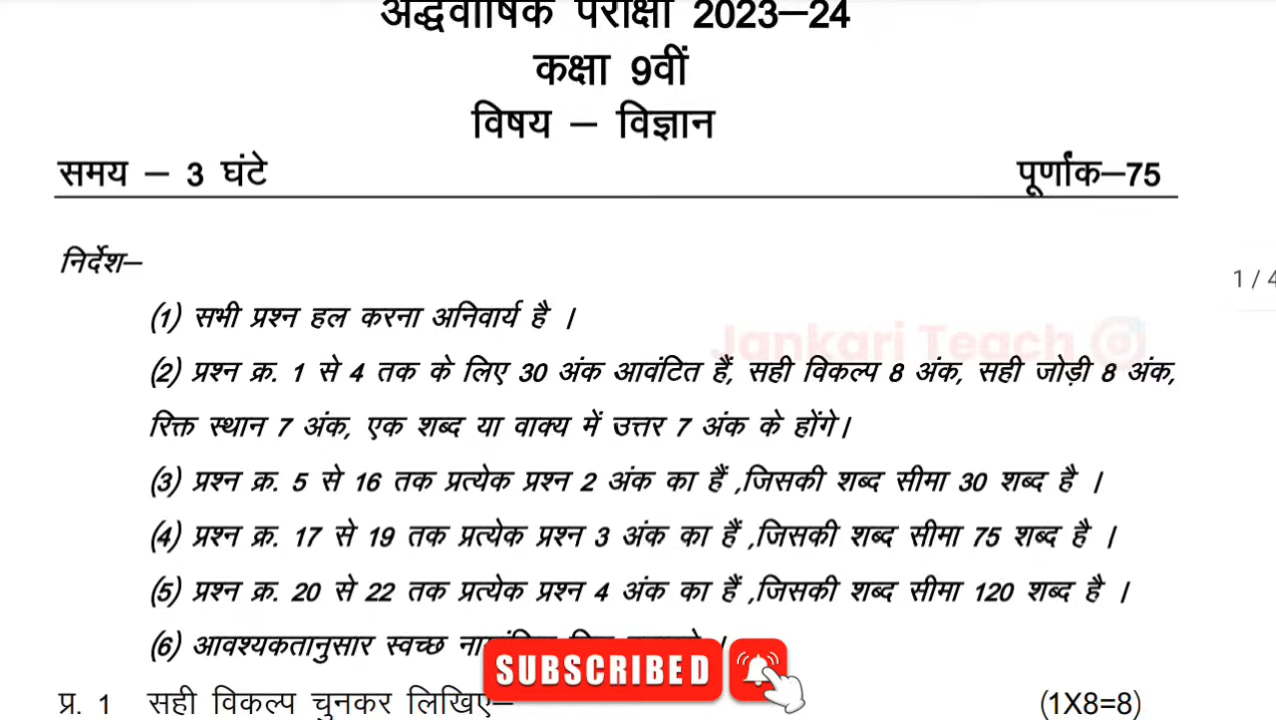 अर्द्धवार्षिक परीक्षा 2023–24
कक्षा 9वीं
विषय – विज्ञान
समय – 3 घंटे पूर्णांक–75
निर्देश–
1 / 4
(1) सभी प्रश्न हल करना अनिवार्य है ।
Jankari Teach
(2) प्रश्न क्र. 1 से 4 तक के लिए 30 अंक आवंटित हैं, सही विकल्प 8 अंक, सही जोड़ी 8 अंक,
रिक्त स्थान 7 अंक, एक शब्द या वाक्य में उत्तर 7 अंक के होंगे।
(3) प्रश्न क्र. 5 से 16 तक प्रत्येक प्रश्न 2 अंक का हैं ,जिसकी शब्द सीमा 30 शब्द है ।
(4) प्रश्न क्र. 17 से 19 तक प्रत्येक प्रश्न 3 अंक का हैं ,जिसकी शब्द सीमा 75 शब्द है ।
(5) प्रश्न क्र. 20 से 22 तक प्रत्येक प्रश्न 4 अंक का हैं ,जिसकी शब्द सीमा 120 शब्द है ।
(6) आवश्यकतानुसार स्वच्छ ।
SUBSCRIBED
प्र. 1 सही विकल्प चुनकर लिखिए– (1X8=8)